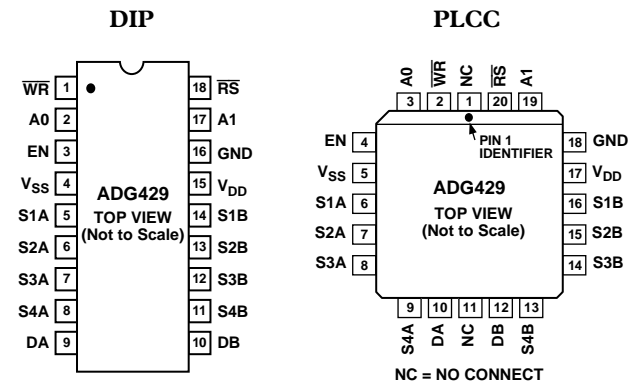 DIP
WR 1 18 RS
A0 2 17 A1
EN 3 16 GND
VSS 4 15 VDD
S1A 5 14 S1B
S2A 6 13 S2B
S3A 7 12 S3B
S4A 8 11 S4B
DA 9 10 DB
ADG429
TOP VIEW
(Not to Scale)
PLCC
A0 WR NC RS A1
3 2 1 20 19
PIN 1
IDENTIFIER
EN 4 18 GND
VSS 5 17 VDD
S1A 6 16 S1B
S2A 7 15 S2B
S3A 8 14 S3B
ADG429
TOP VIEW
(Not to Scale)
9 10 11 12 13
S4A DA NC DB S4B
NC = NO CONNECT